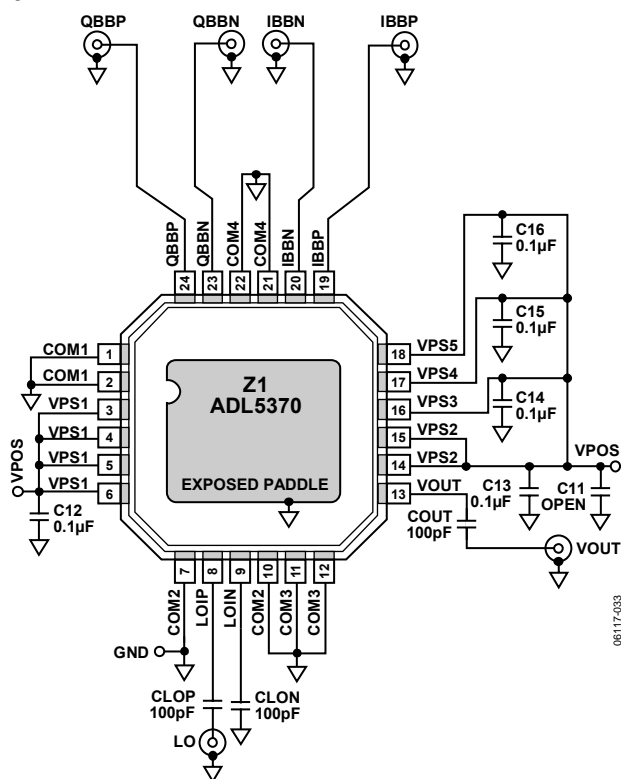 QBBP
QBBN
IBBN
IBBP
QBBP
QBBN
COM4
COM4
IBBN
IBBP
24
23
22
21
20
19
C16
0.1µF
C15
0.1µF
C14
0.1µF
COM1
1
COM1
2
VPS1
3
VPS1
4
VPS1
5
VPS1
6
VPOS
C12
0.1µF
Z1
ADL5370
EXPOSED PADDLE
18
VPS5
17
VPS4
16
VPS3
15
VPS2
14
VPS2
13
VOUT
VPOS
C13
0.1µF
C11
OPEN
COUT
100pF
VOUT
7
8
9
10
11
12
COM2
LOIP
LOIN
COM2
COM3
COM3
GND
CLOP
100pF
CLON
100pF
LO
06117-033